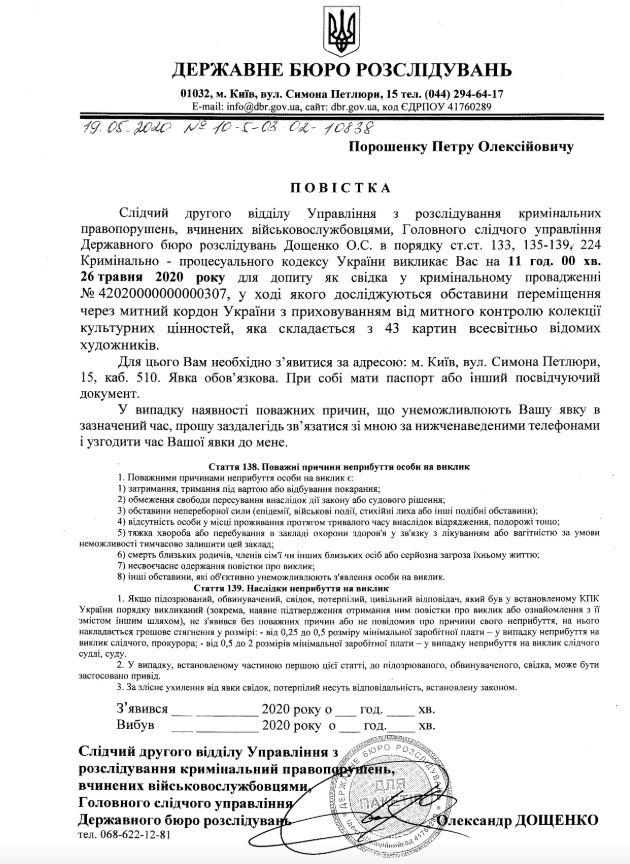 ДЕРЖАВНЕ БЮРО РОЗСЛІДУВАНЬ
01032, м. Київ, вул. Симона Петлюри, 15 тел. (044) 294-64-17
E-mail: info@dbr.gov.ua, сайт: dbr.gov.ua, код ЄДРПОУ 41760289
19.05.2020 № 10-5-03-02-10838
Порошенку Петру Олексійовичу
ПОВІСТКА
Слідчий другого відділу Управління з розслідування кримінальних
правопорушень, вчинених військовослужбовцями, Головного слідчого управління
Державного бюро розслідувань Дощенко О.С. в порядку ст.ст. 133, 135-139, 224
Кримінально - процесуального кодексу України викликає Вас на 11 год. 00 хв.
26 травня 2020 року для допиту як свідка у кримінальному провадженні
№ 42020000000000307, у ході якого досліджуються обставини переміщення
через митний кордон України з приховуванням від митного контролю колекції
культурних цінностей, яка складається з 43 картин всесвітньо відомих
художників.
Для цього Вам необхідно з’явитися за адресою: м. Київ, вул. Симона Петлюри,
15, каб. 510. Явка обов’язкова. При собі мати паспорт або інший посвідчуючий
документ.
У випадку наявності поважних причин, що унеможливлюють Вашу явку в
зазначений час, прошу заздалегідь зв’язатися зі мною за нижченаведеними телефонами
і узгодити час Вашої явки до мене.
Стаття 138. Поважні причини неприбуття особи на виклик
1. Поважними причинами неприбуття особи на виклик є:
1) затримання, тримання під вартою або відбування покарання;
2) обмеження свободи пересування внаслідок дії закону або судового рішення;
3) обставини непереборної сили (епідемії, військові події, стихійні лиха або інші подібні обставини);
4) відсутність особи у місці проживання протягом тривалого часу внаслідок відрядження, подорожі тощо;
5) тяжка хвороба або перебування в закладі охорони здоров'я у зв'язку з лікуванням або вагітністю за умови
неможливості тимчасово залишити цей заклад;
6) смерть близьких родичів, членів сім'ї чи інших близьких осіб або серйозна загроза їхньому життю;
7) несвоєчасне одержання повістки про виклик;
8) інші обставини, які об'єктивно унеможливлюють з'явлення особи на виклик.
Стаття 139. Наслідки неприбуття на виклик
1. Якщо підозрюваний, обвинувачений, свідок, потерпілий, цивільний відповідач, який був у встановленому КПК
України порядку викликаний (зокрема, наявне підтвердження отримання ним повістки про виклик або ознайомлення з її
змістом іншим шляхом), не з'явився без поважних причин або не повідомив про причини свого неприбуття, на нього
накладається грошове стягнення у розмірі: - від 0,25 до 0,5 розміру мінімальної заробітної плати – у випадку неприбуття на
виклик слідчого, прокурора; - від 0,5 до 2 розмірів мінімальної заробітної плати – у випадку неприбуття на виклик слідчого
судді, суду.
2. У випадку, встановленому частиною першою цієї статті, до підозрюваного, обвинуваченого, свідка, може бути
застосовано привід.
3. За злісне ухилення від явки свідок, потерпілий несуть відповідальність, встановлену законом.
З’явився ________ 2020 року о ___ год. ____ хв.
Вибув ________ 2020 року о ___ год. ____ хв.
Слідчий другого відділу Управління з
розслідування кримінальний правопорушень,
вчинених військовослужбовцями,
Головного слідчого управління
Державного бюро розслідувань Олександр ДОЩЕНКО
тел. 068-622-12-81
ДЕРЖАВНЕ БЮРО РОЗСЛІДУВАНЬ
ДЛЯ